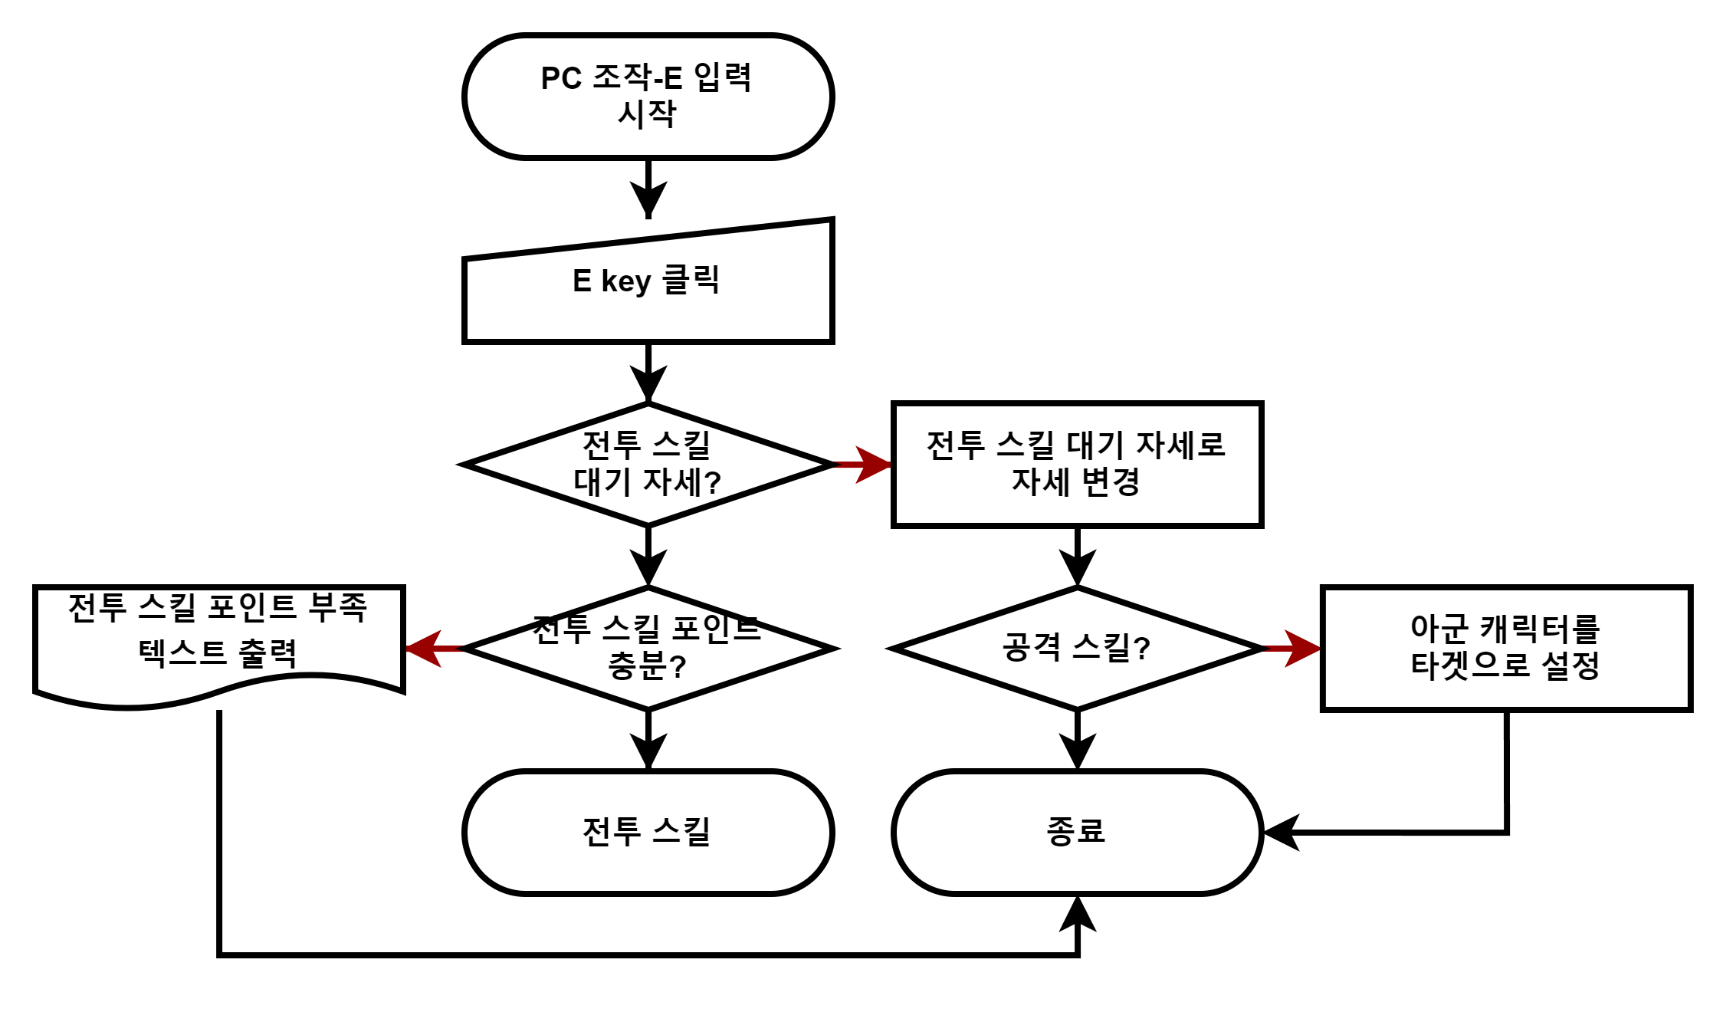 PC 조작-E 입력
시작
E key 클릭
전투 스킬
대기 자세?
전투 스킬 대기 자세로
자세 변경
전투 스킬 포인트 부족
텍스트 출력
전투 스킬 포인트
충분?
공격 스킬?
아군 캐릭터를
타겟으로 설정
전투 스킬
종료